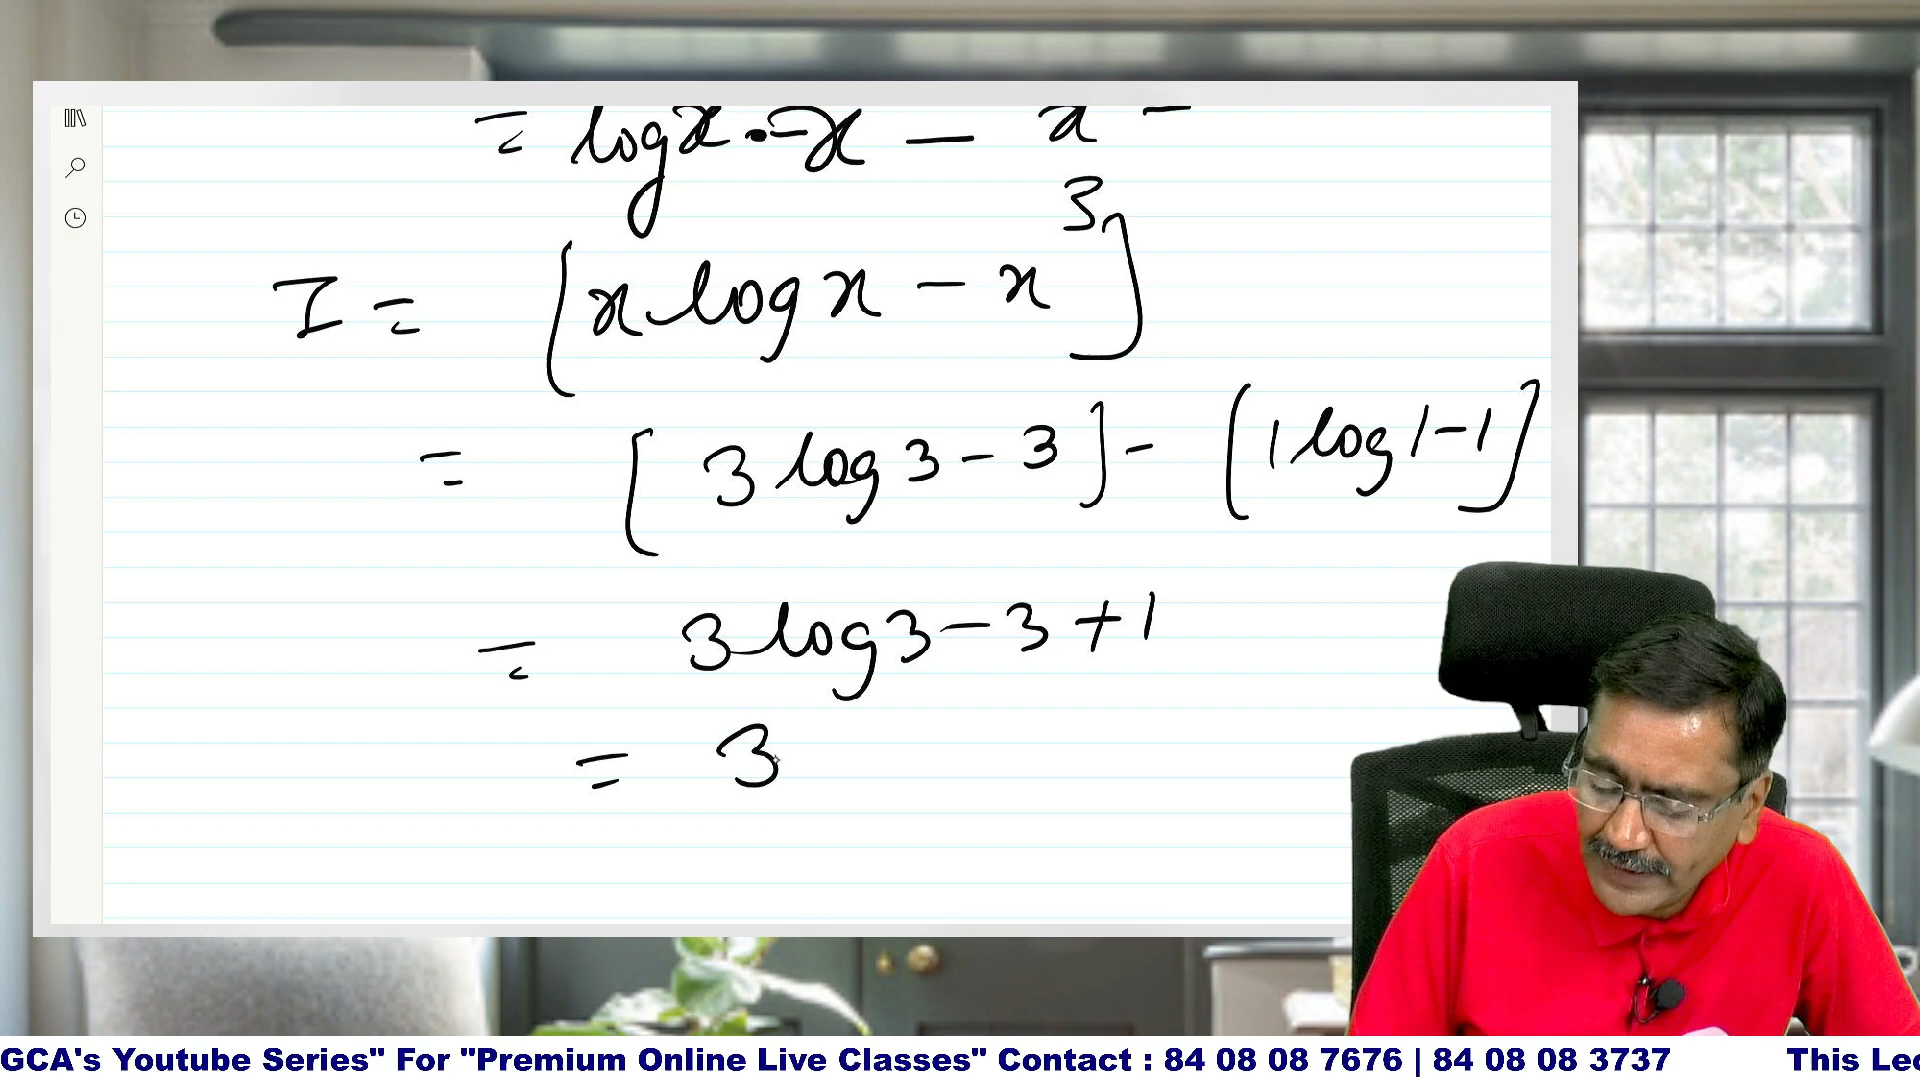 = log x · x - x -
3
I = [x log x - x]
= [3 log 3 - 3] - [1 log 1 - 1]
= 3 log 3 - 3 + 1
= 3
GCA's Youtube Series" For "Premium Online Live Classes" Contact : 84 08 08 7676 | 84 08 08 3737 This Lec